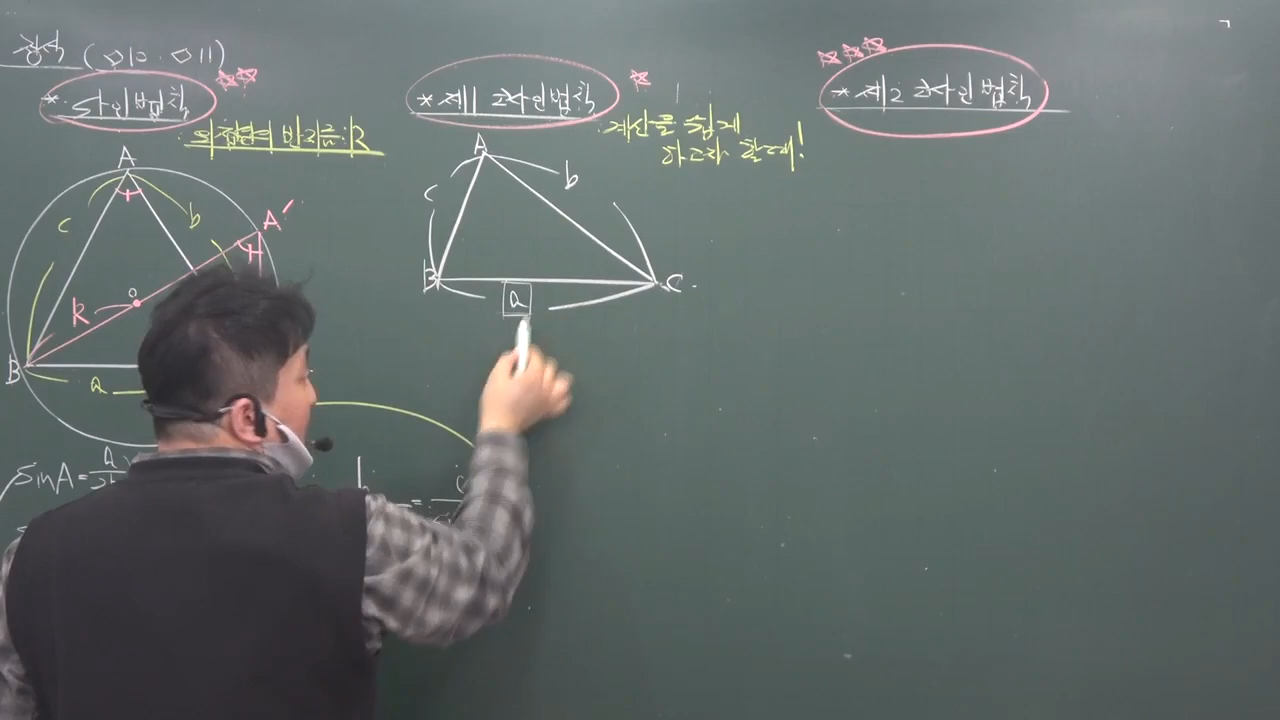 공식 (010. 011)
* 사인법칙
외접원의 반지름:R
A
c
b
A'
R
O
B
a
sinA=
* 제1 코사인법칙
계산을 쉽게
하고자 할때!
A
c
b
B
C
a
* 제2 코사인법칙